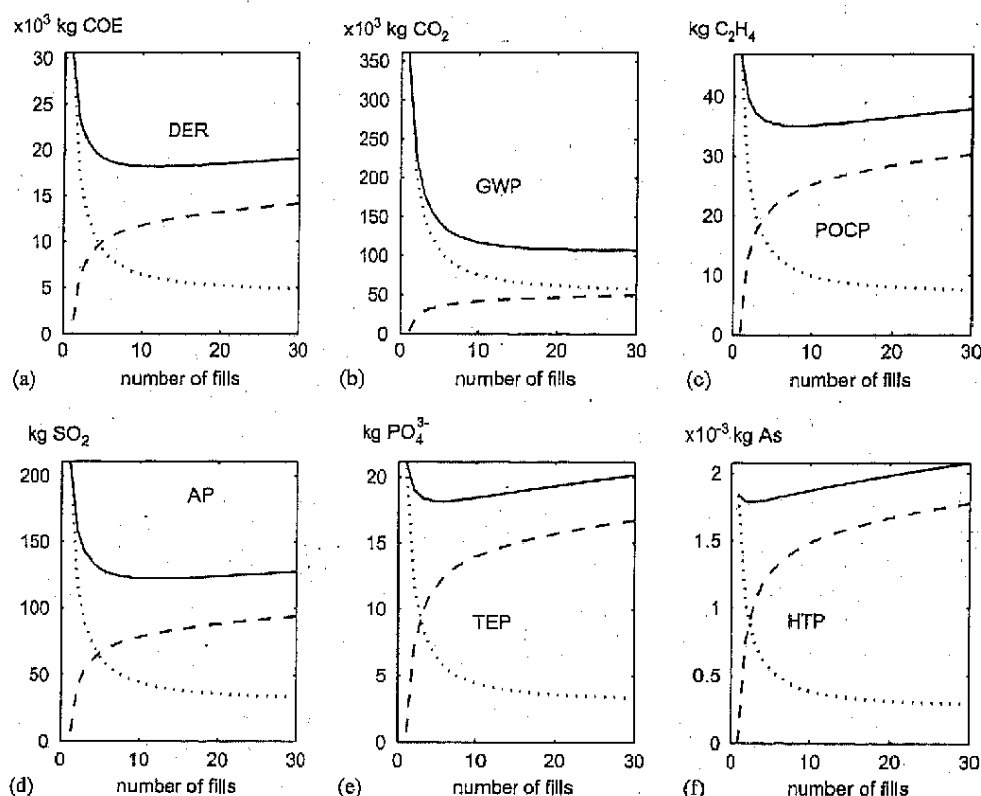 x10³ kg COE
30
25
20
15
10
5
0
DER
0 10 20 30
(a) number of fills
x10³ kg CO₂
350
300
250
200
150
100
50
0
GWP
0 10 20 30
(b) number of fills
kg C₂H₄
40
30
20
10
0
POCP
0 10 20 30
(c) number of fills
kg SO₂
200
150
100
50
0
AP
0 10 20 30
(d) number of fills
kg PO₄³⁻
20
15
10
5
0
TEP
0 10 20 30
(e) number of fills
x10⁻³ kg As
2
1.5
1
0.5
0
HTP
0 10 20 30
(f) number of fills